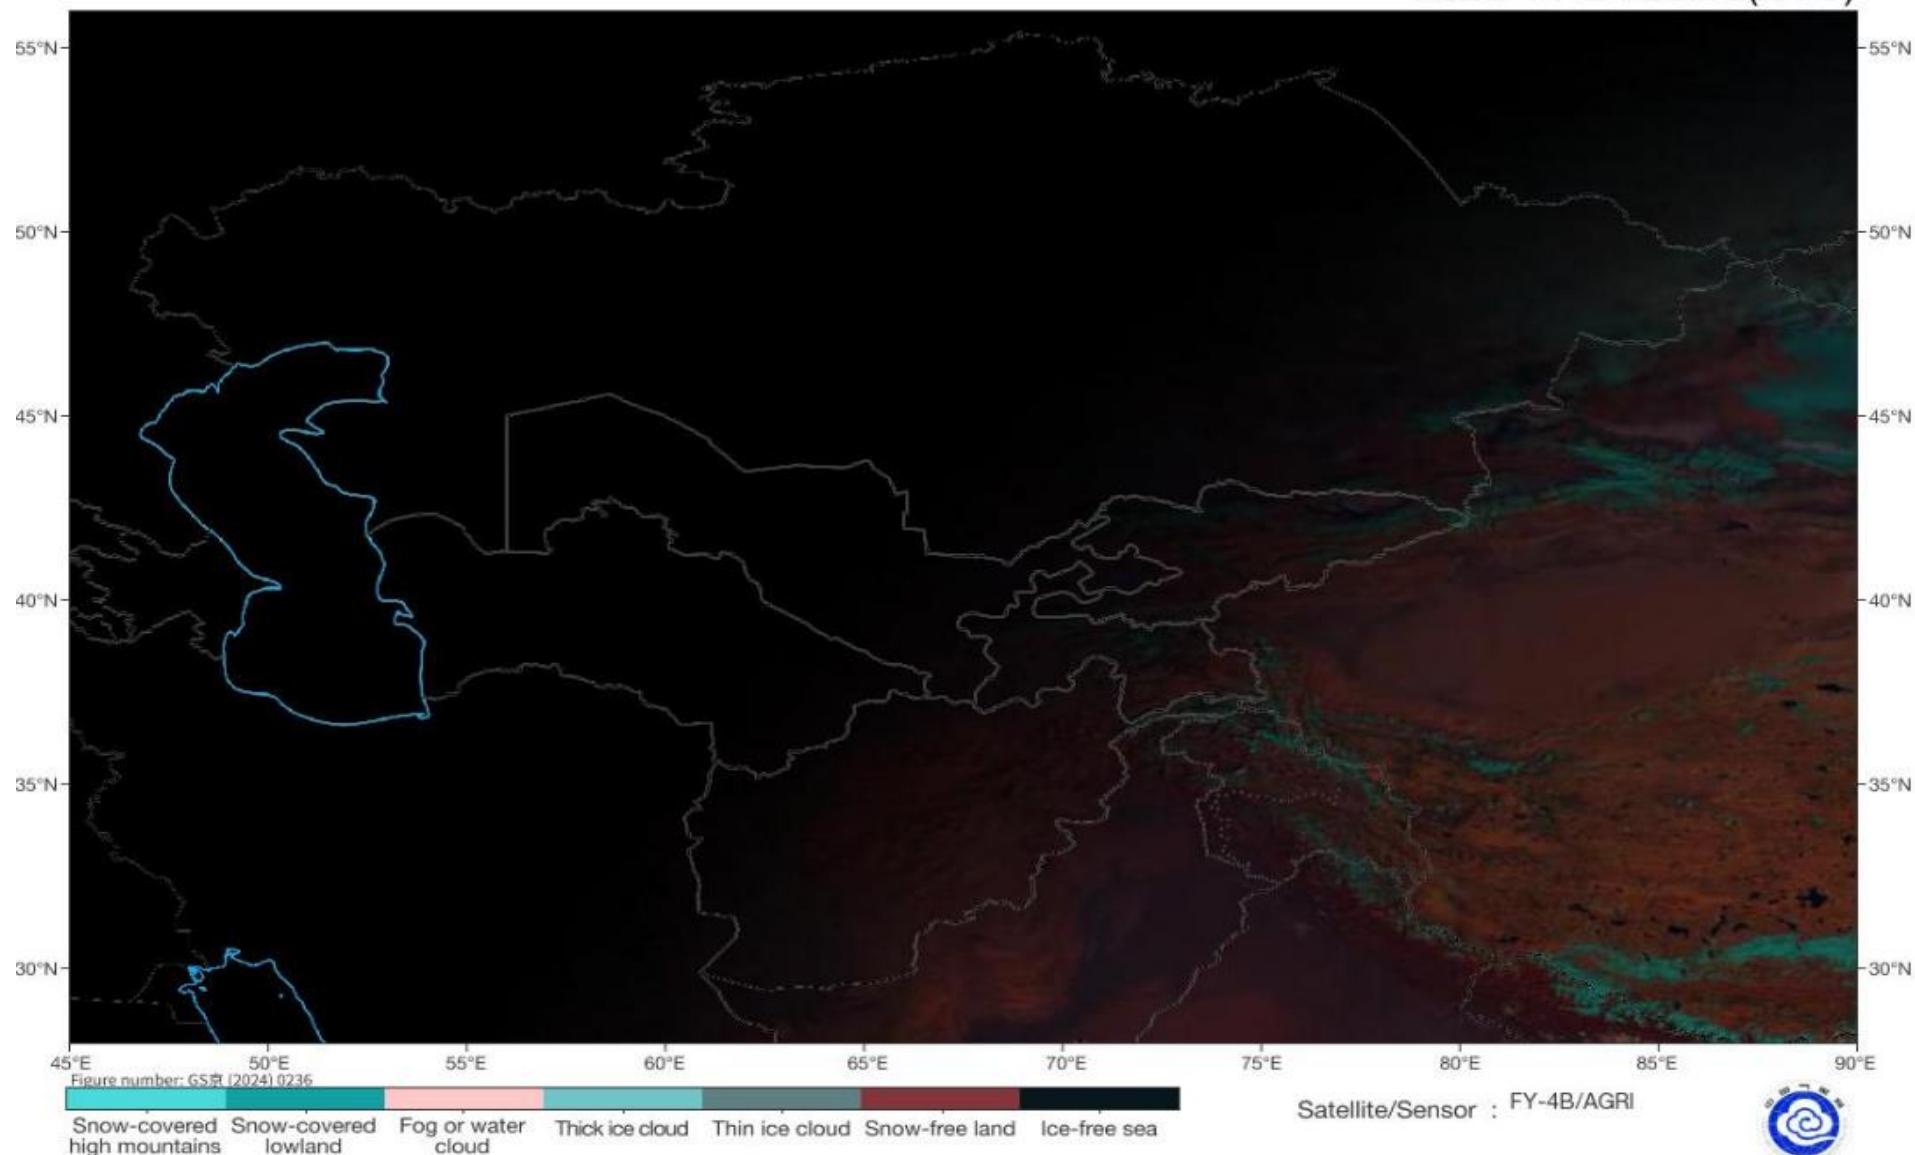 55°N
55°N
50°N
50°N
45°N
45°N
40°N
40°N
35°N
35°N
30°N
30°N
45°E 50°E 55°E 60°E 65°E 70°E 75°E 80°E 85°E 90°E
Figure number: GS京 (2024) 0236
Snow-covered high mountains
Snow-covered lowland
Fog or water cloud
Thick ice cloud
Thin ice cloud
Snow-free land
Ice-free sea
Satellite/Sensor : FY-4B/AGRI